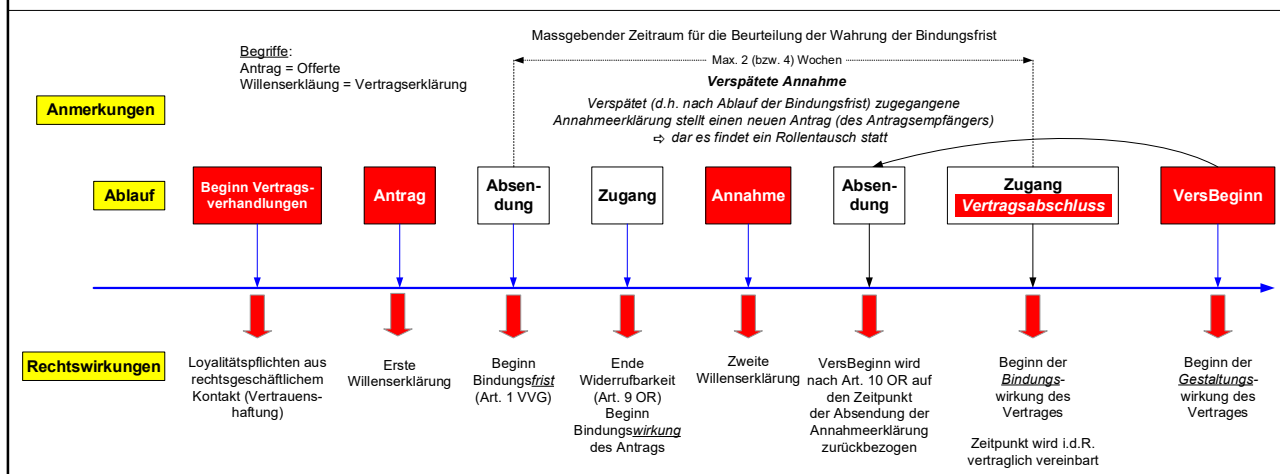 Massgebender Zeitraum für die Beurteilung der Wahrung der Bindungsfrist
Begriffe:
Antrag = Offerte
Willenserkläung = Vertragserklärung
Max. 2 (bzw. 4) Wochen
Verspätete Annahme
Anmerkungen
Verspätet (d.h. nach Ablauf der Bindungsfrist) zugegangene
Annahmeerklärung stellt einen neuen Antrag (des Antragsempfängers)
⇨ dar es findet ein Rollentausch statt
Ablauf
Beginn Vertrags-
verhandlungen
Antrag
Absen-
dung
Zugang
Annahme
Absen-
dung
Zugang
Vertragsabschluss
VersBeginn
Rechtswirkungen
Loyalitätspflichten aus
rechtsgeschäftlichem
Kontakt (Vertrauens-
haftung)
Erste
Willenserklärung
Beginn
Bindungsfrist
(Art. 1 VVG)
Ende
Widerrufbarkeit
(Art. 9 OR)
Beginn
Bindungswirkung
des Antrags
Zweite
Willenserklärung
VersBeginn wird
nach Art. 10 OR auf
den Zeitpunkt
der Absendung der
Annahmeerklärung
zurückbezogen
Beginn der
Bindungs-
wirkung des
Vertrages
Zeitpunkt wird i.d.R.
vertraglich vereinbart
Beginn der
Gestaltungs-
wirkung des
Vertrages